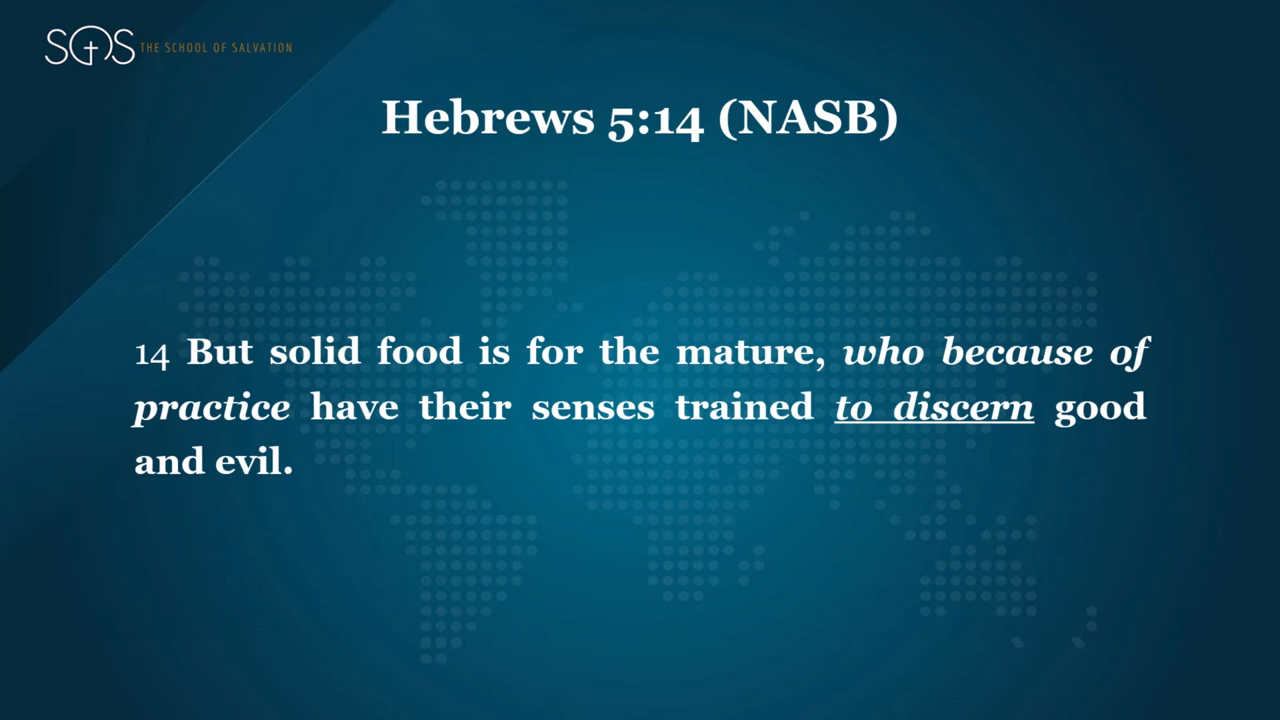 SOS THE SCHOOL OF SALVATION
Hebrews 5:14 (NASB)
14 But solid food is for the mature, who because of
practice have their senses trained to discern good
and evil.